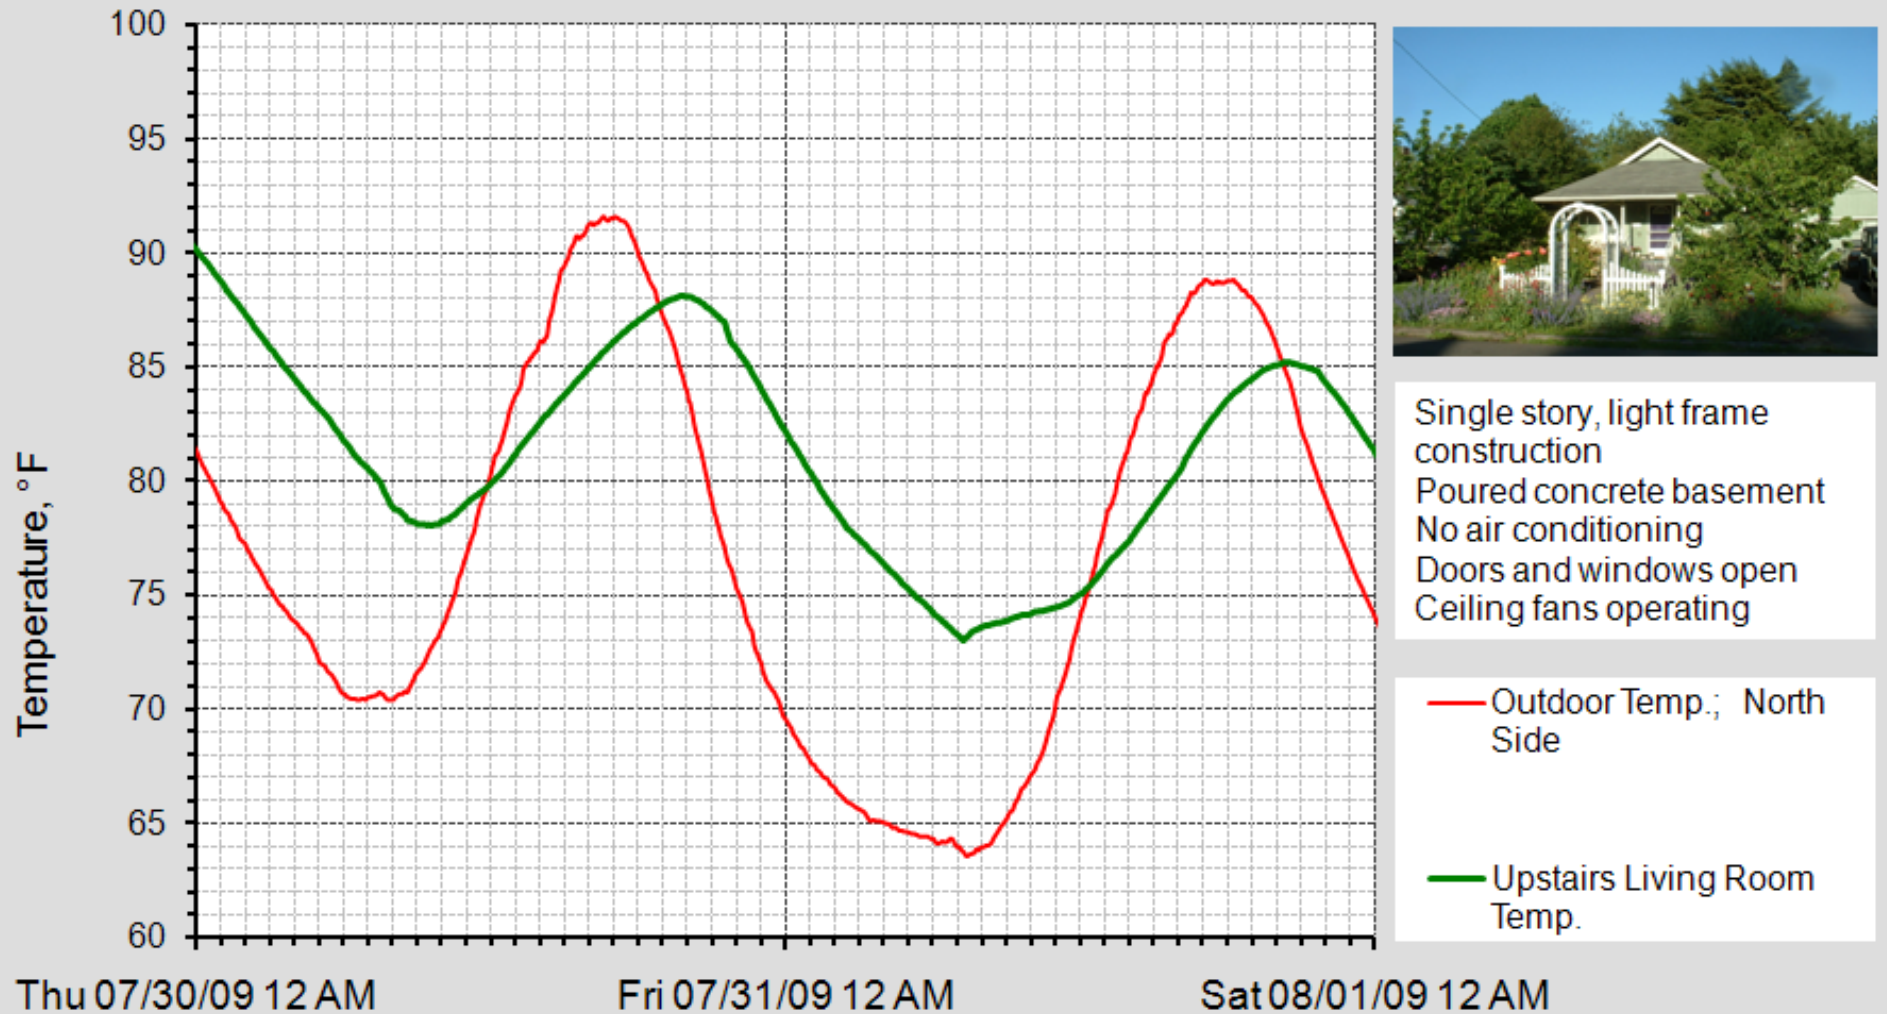 100
95
90
85
80
75
70
65
60
Temperature, °F
Thu 07/30/09 12 AM
Fri 07/31/09 12 AM
Sat 08/01/09 12 AM
Single story, light frame
construction
Poured concrete basement
No air conditioning
Doors and windows open
Ceiling fans operating
Outdoor Temp.; North
Side
Upstairs Living Room
Temp.